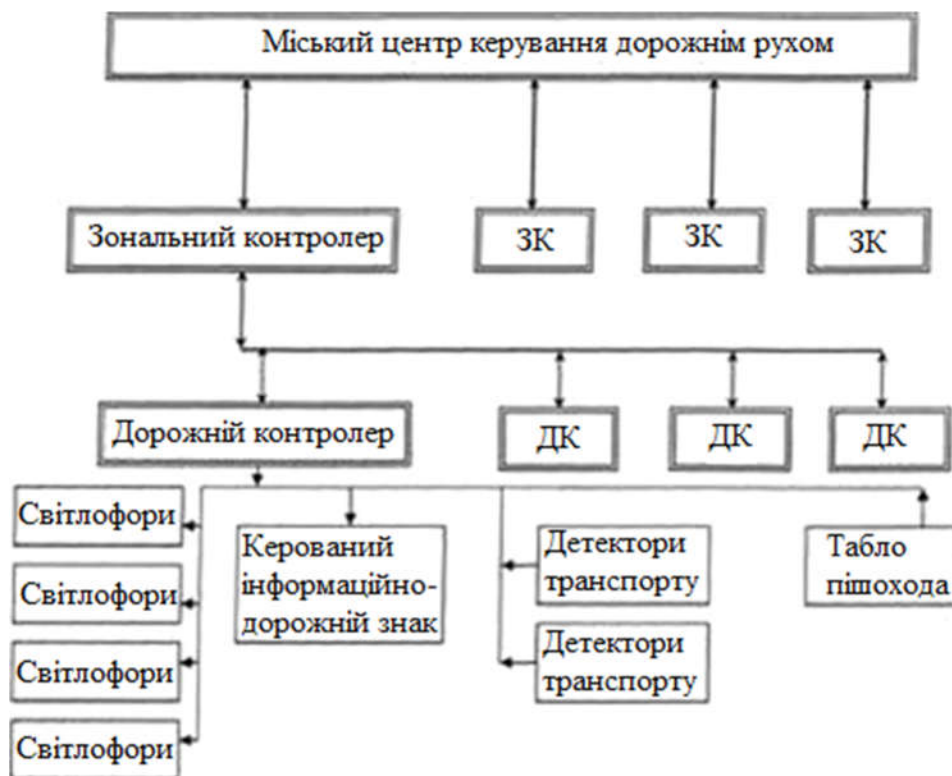 Міський центр керування дорожнім рухом
Зональний контролер
ЗК
ЗК
ЗК
Дорожній контролер
ДК
ДК
ДК
Світлофори
Світлофори
Світлофори
Світлофори
Керований
інформаційно-
дорожній знак
Детектори
транспорту
Детектори
транспорту
Табло
пішохода